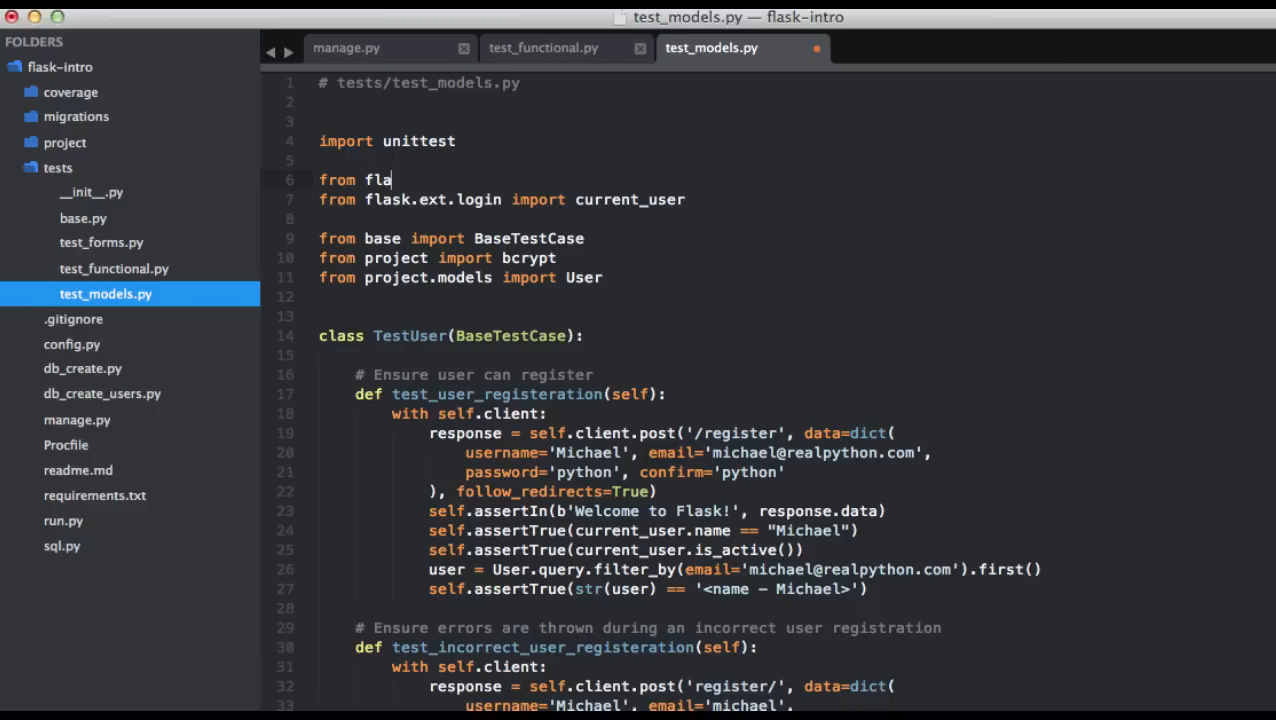 test_models.py — flask-intro
FOLDERS
flask-intro
coverage
migrations
project
tests
__init__.py
base.py
test_forms.py
test_functional.py
test_models.py
.gitignore
config.py
db_create.py
db_create_users.py
manage.py
Procfile
readme.md
requirements.txt
run.py
sql.py
manage.py test_functional.py test_models.py
1 # tests/test_models.py
2
3
4 import unittest
5
6 from fla
7 from flask.ext.login import current_user
8
9 from base import BaseTestCase
10 from project import bcrypt
11 from project.models import User
12
13
14 class TestUser(BaseTestCase):
15
16 # Ensure user can register
17 def test_user_registeration(self):
18 with self.client:
19 response = self.client.post('/register', data=dict(
20 username='Michael', email='michael@realpython.com',
21 password='python', confirm='python'
22 ), follow_redirects=True)
23 self.assertIn(b'Welcome to Flask!', response.data)
24 self.assertTrue(current_user.name == "Michael")
25 self.assertTrue(current_user.is_active())
26 user = User.query.filter_by(email='michael@realpython.com').first()
27 self.assertTrue(str(user) == '<name - Michael>')
28
29 # Ensure errors are thrown during an incorrect user registration
30 def test_incorrect_user_registeration(self):
31 with self.client:
32 response = self.client.post('register/', data=dict(
33 username='Michael', email='michael',